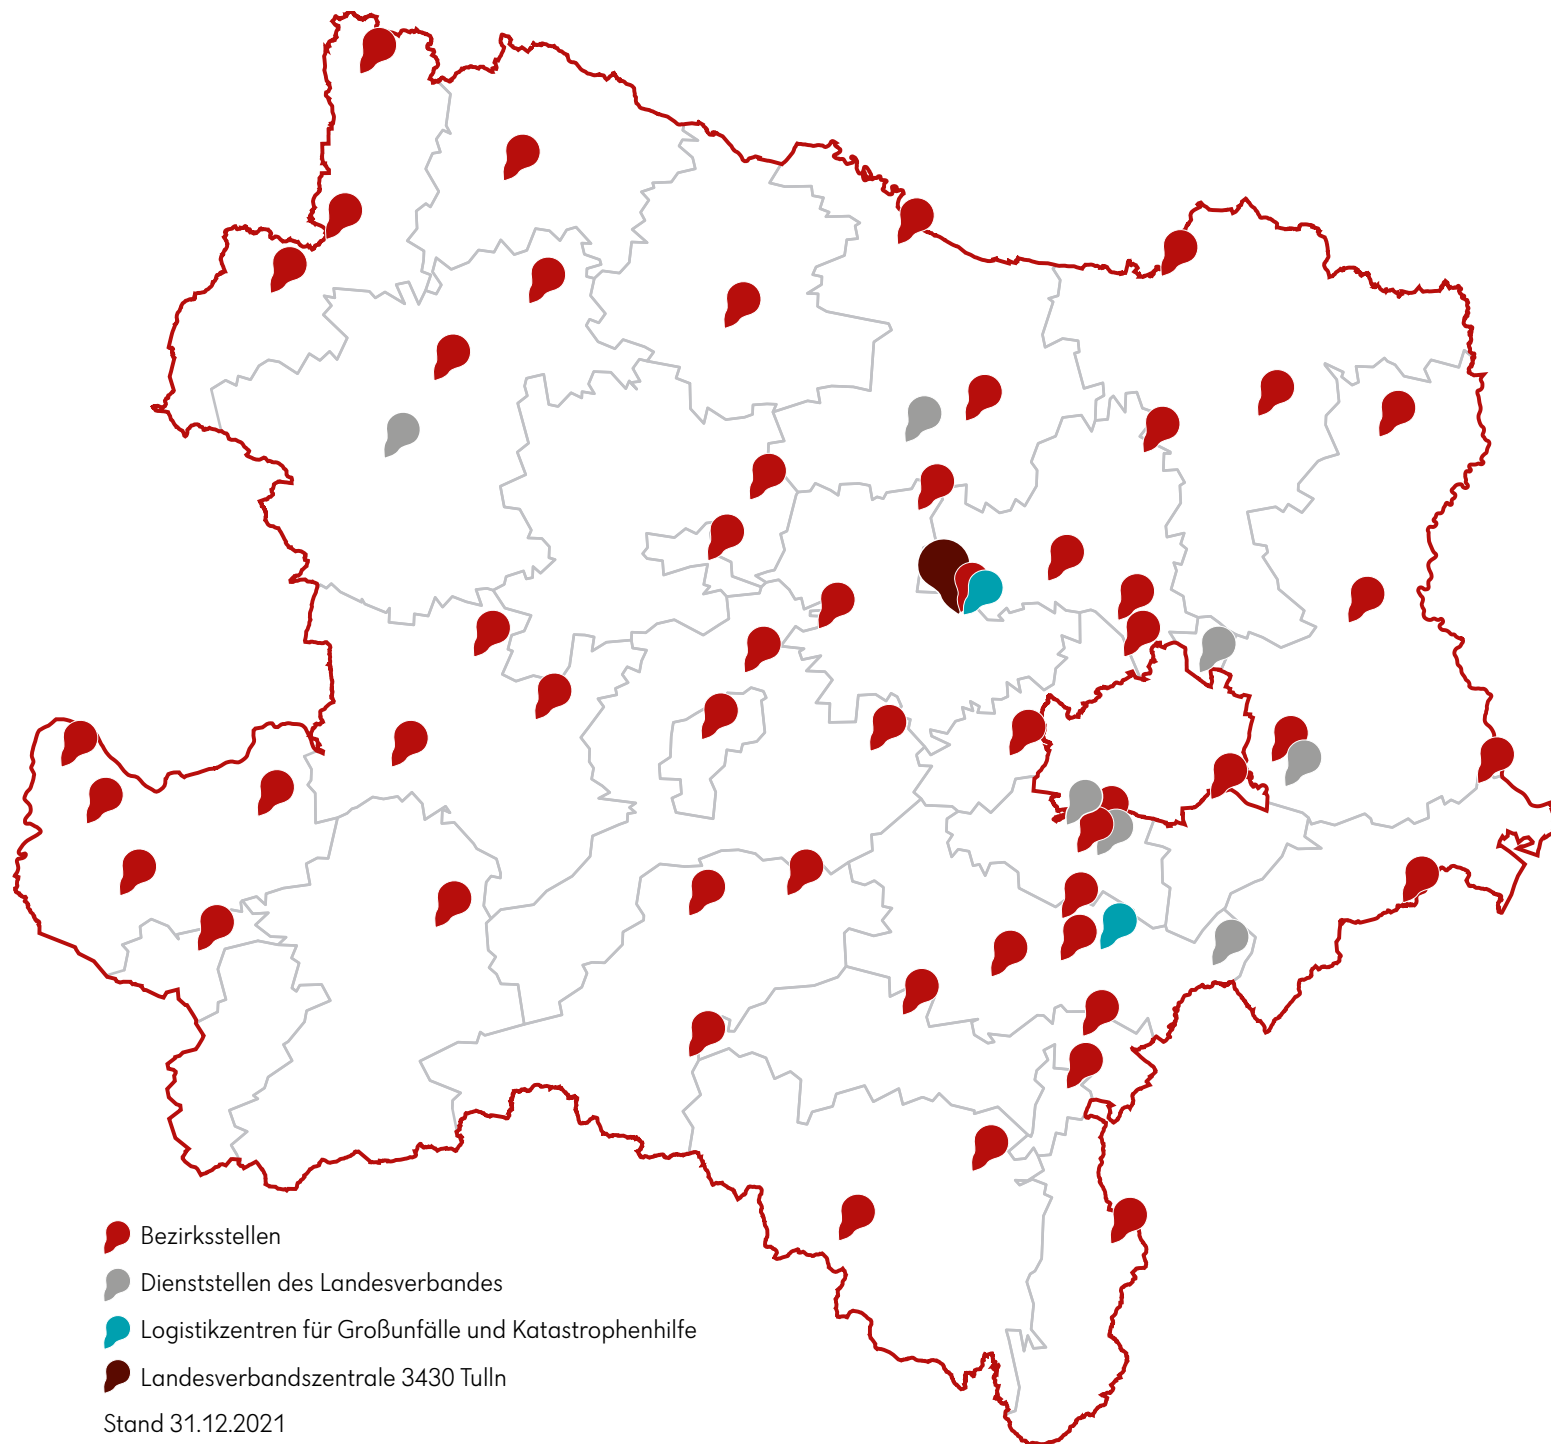 Bezirksstellen
Dienststellen des Landesverbandes
Logistikzentren für Großunfälle und Katastrophenhilfe
Landesverbandszentrale 3430 Tulln
Stand 31.12.2021